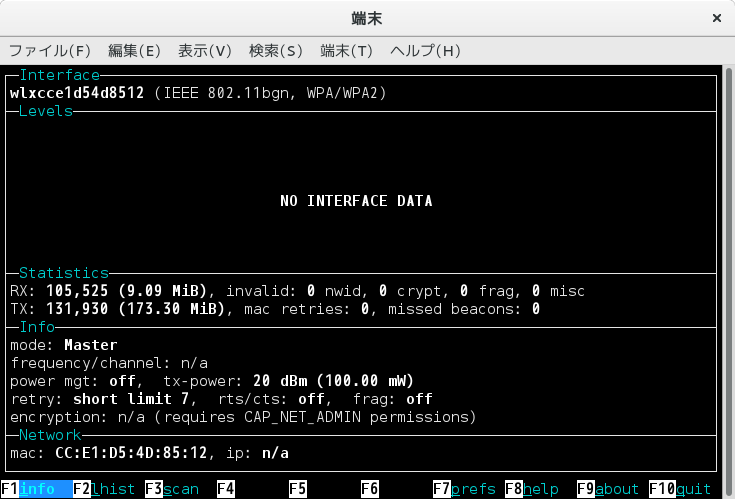 端末
ファイル(F) 編集(E) 表示(V) 検索(S) 端末(T) ヘルプ(H)
Interface
wlxcce1d54d8512 (IEEE 802.11bgn, WPA/WPA2)
Levels
NO INTERFACE DATA
Statistics
RX: 105,525 (9.09 MiB), invalid: 0 nwid, 0 crypt, 0 frag, 0 misc
TX: 131,930 (173.30 MiB), mac retries: 0, missed beacons: 0
Info
mode: Master
frequency/channel: n/a
power mgt: off, tx-power: 20 dBm (100.00 mW)
retry: short limit 7, rts/cts: off, frag: off
encryption: n/a (requires CAP_NET_ADMIN permissions)
Network
mac: CC:E1:D5:4D:85:12, ip: n/a
F1info F2lhist F3scan F4 F5 F6 F7prefs F8help F9about F10quit